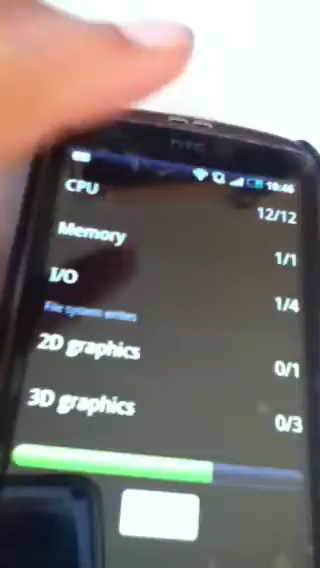 hTC
10:46
CPU
12/12
Memory
1/1
I/O
1/4
File system writes
2D graphics
0/1
3D graphics
0/3